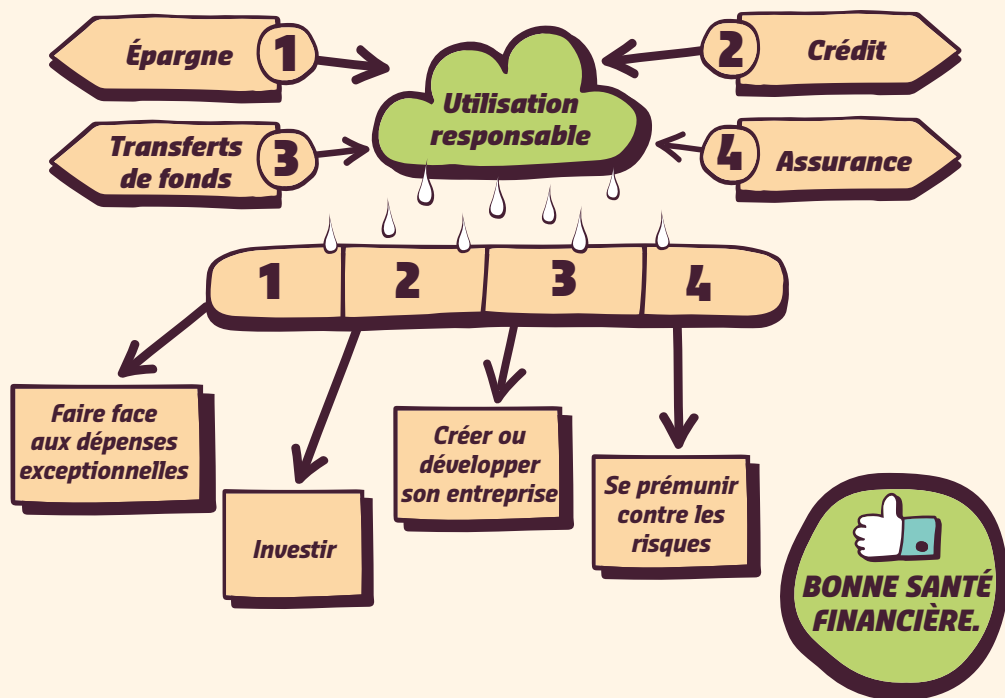 Épargne
1
2
Crédit
Utilisation
responsable
Transferts
de fonds
3
4
Assurance
1
2
3
4
Faire face
aux dépenses
exceptionnelles
Investir
Créer ou
développer
son entreprise
Se prémunir
contre les
risques
BONNE SANTÉ
FINANCIÈRE.